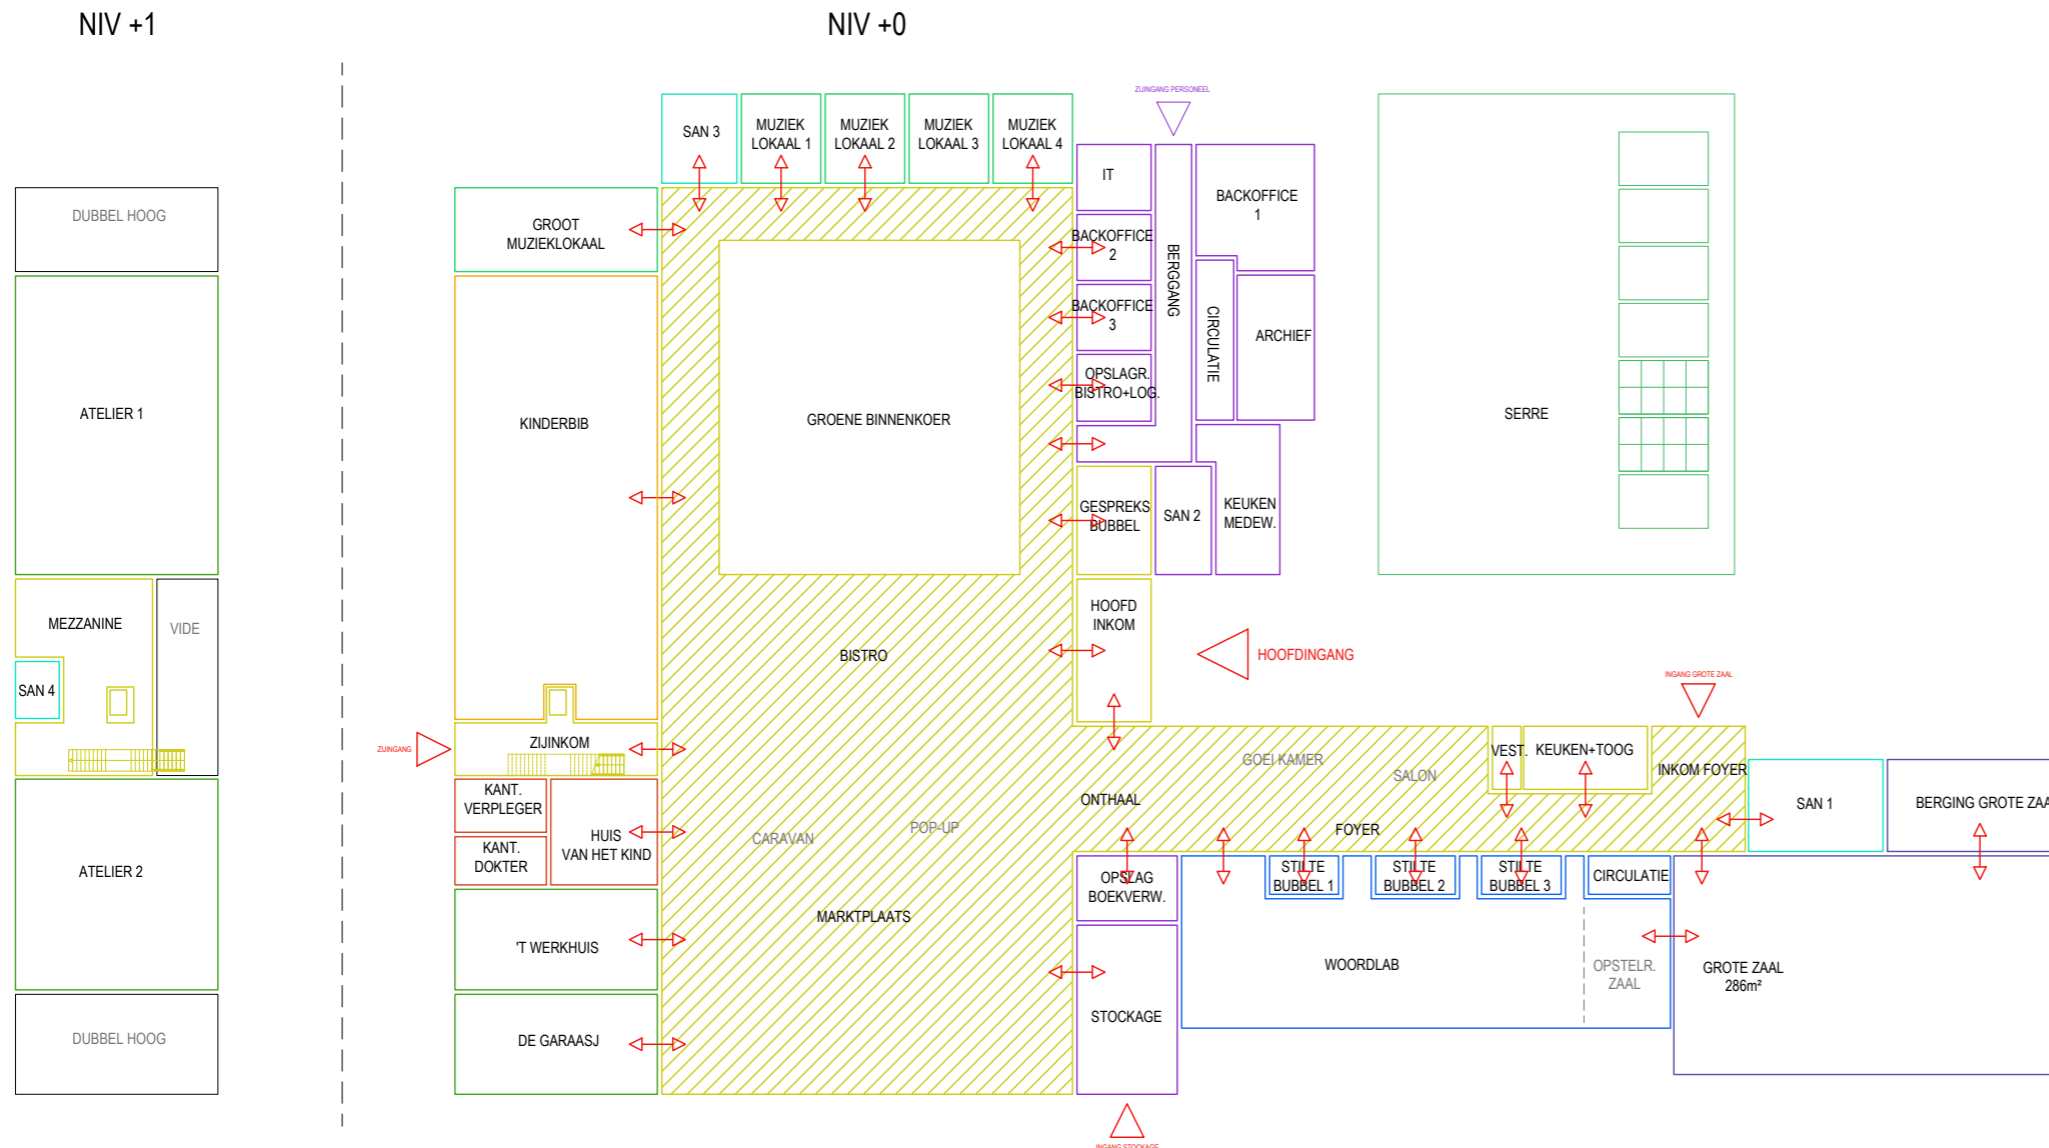 NIV +1
NIV +0
DUBBEL HOOG
ATELIER 1
MEZZANINE
VIDE
SAN 4
ATELIER 2
DUBBEL HOOG
SAN 3
MUZIEK
LOKAAL 1
MUZIEK
LOKAAL 2
MUZIEK
LOKAAL 3
MUZIEK
LOKAAL 4
GROOT
MUZIEKLOKAAL
KINDERBIB
GROENE BINNENKOER
ZIJINGANG PERSONEEL
IT
BACKOFFICE
2
BACKOFFICE
3
OPSLAGR.
BISTRO+LOG.
BERGGANG
BACKOFFICE
1
CIRCULATIE
ARCHIEF
GESPREKS
BUBBEL
SAN 2
KEUKEN
MEDEW.
SERRE
HOOFD
INKOM
HOOFDINGANG
BISTRO
ZIJINGANG
ZIJINKOM
KANT.
VERPLEGER
KANT.
DOKTER
HUIS
VAN HET KIND
'T WERKHUIS
DE GARAASJ
CARAVAN
POP-UP
MARKTPLAATS
ONTHAAL
GOEI KAMER
SALON
FOYER
VEST.
KEUKEN+TOOG
INGANG GROTE ZAAL
INKOM FOYER
SAN 1
BERGING GROTE ZAA
OPSLAG
BOEKVERW.
STOCKAGE
INGANG STOCKAGE
STILTE
BUBBEL 1
STILTE
BUBBEL 2
STILTE
BUBBEL 3
CIRCULATIE
WOORDLAB
OPSTELR.
ZAAL
GROTE ZAAL
286m²